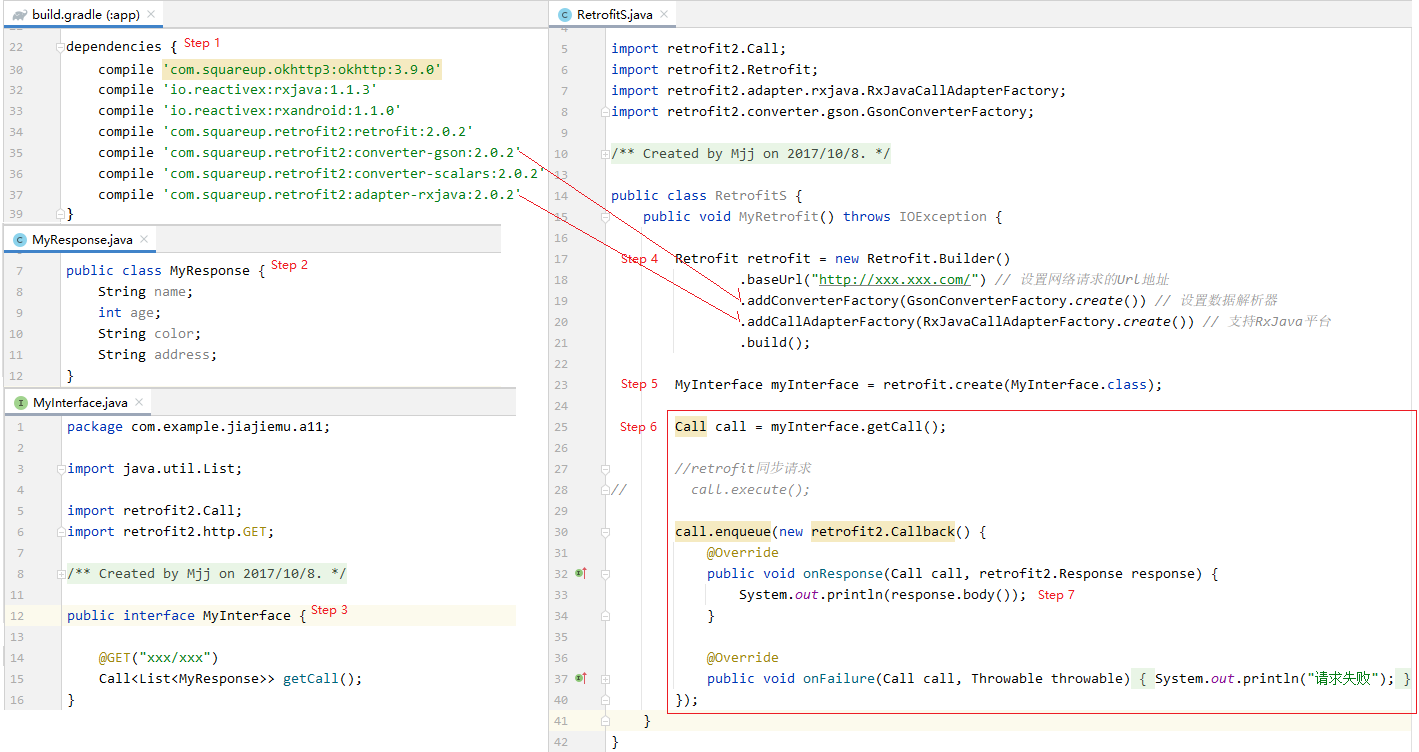 build.gradle (:app)
22 dependencies { Step 1
30 compile 'com.squareup.okhttp3:okhttp:3.9.0'
32 compile 'io.reactivex:rxjava:1.1.3'
33 compile 'io.reactivex:rxandroid:1.1.0'
34 compile 'com.squareup.retrofit2:retrofit:2.0.2'
35 compile 'com.squareup.retrofit2:converter-gson:2.0.2'
36 compile 'com.squareup.retrofit2:converter-scalars:2.0.2'
37 compile 'com.squareup.retrofit2:adapter-rxjava:2.0.2'
39 }
MyResponse.java
7 public class MyResponse { Step 2
8 String name;
9 int age;
10 String color;
11 String address;
12 }
MyInterface.java
1 package com.example.jiajiemu.a11;
2
3 import java.util.List;
4
5 import retrofit2.Call;
6 import retrofit2.http.GET;
7
8 /** Created by Mjj on 2017/10/8. */
11
12 public interface MyInterface { Step 3
13
14 @GET("xxx/xxx")
15 Call<List<MyResponse>> getCall();
16 }
RetrofitS.java
4
5 import retrofit2.Call;
6 import retrofit2.Retrofit;
7 import retrofit2.adapter.rxjava.RxJavaCallAdapterFactory;
8 import retrofit2.converter.gson.GsonConverterFactory;
9
10 /** Created by Mjj on 2017/10/8. */
13
14 public class RetrofitS {
15 public void MyRetrofit() throws IOException {
16
17 Step 4 Retrofit retrofit = new Retrofit.Builder()
18 .baseUrl("http://xxx.xxx.com/") // 设置网络请求的Url地址
19 .addConverterFactory(GsonConverterFactory.create()) // 设置数据解析器
20 .addCallAdapterFactory(RxJavaCallAdapterFactory.create()) // 支持RxJava平台
21 .build();
22
23 Step 5 MyInterface myInterface = retrofit.create(MyInterface.class);
24
25 Step 6 Call call = myInterface.getCall();
26
27 //retrofit同步请求
28 // call.execute();
29
30 call.enqueue(new retrofit2.Callback() {
31 @Override
32 public void onResponse(Call call, retrofit2.Response response) {
33 System.out.println(response.body()); Step 7
34 }
35
36 @Override
37 public void onFailure(Call call, Throwable throwable) { System.out.println("请求失败"); }
40 });
41 }
42 }